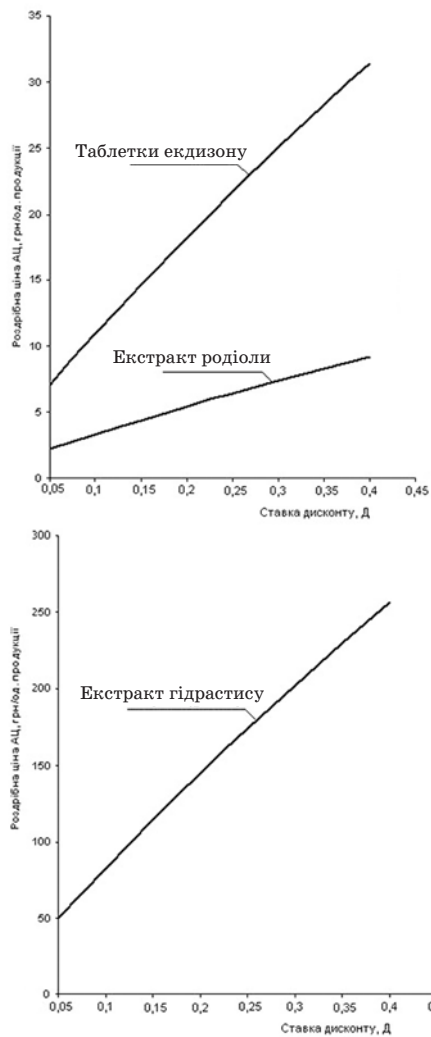 35
30
25
20
15
10
5
0
Роздрібна ціна АЦ, грн/од. продукції
Таблетки екдизону
Екстракт родіоли
0,05 0,1 0,15 0,2 0,25 0,3 0,35 0,4 0,45
Ставка дисконту, Д
300
250
200
150
100
50
0
Роздрібна ціна АЦ, грн/од. продукції
Екстракт гідрастису
0,05 0,1 0,15 0,2 0,25 0,3 0,35 0,4
Ставка дисконту, Д